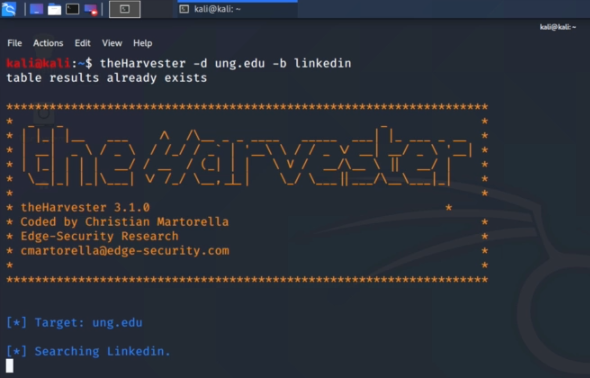 kali@kali: ~
kali@kali: ~
File Actions Edit View Help
kali@kali:~$ theHarvester -d ung.edu -b linkedin
table results already exists
*******************************************************************
theHarvester
* theHarvester 3.1.0 *
* Coded by Christian Martorella *
* Edge-Security Research *
* cmartorella@edge-security.com *
* *
*******************************************************************
[*] Target: ung.edu
[*] Searching Linkedin.